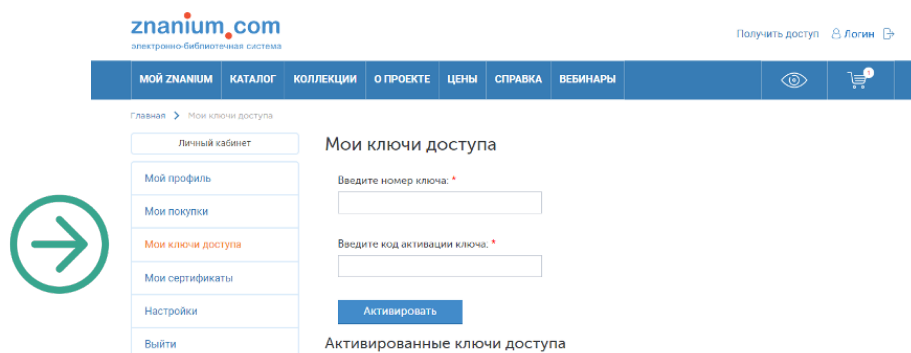 znanium.com
электронно-библиотечная система
Получить доступ Логин
МОЙ ZNANIUM КАТАЛОГ КОЛЛЕКЦИИ О ПРОЕКТЕ ЦЕНЫ СПРАВКА ВЕБИНАРЫ
1
Главная > Мои ключи доступа
Личный кабинет
Мой профиль
Мои покупки
Мои ключи доступа
Мои сертификаты
Настройки
Выйти
Мои ключи доступа
Введите номер ключа: *
Введите код активации ключа: *
Активировать
Активированные ключи доступа